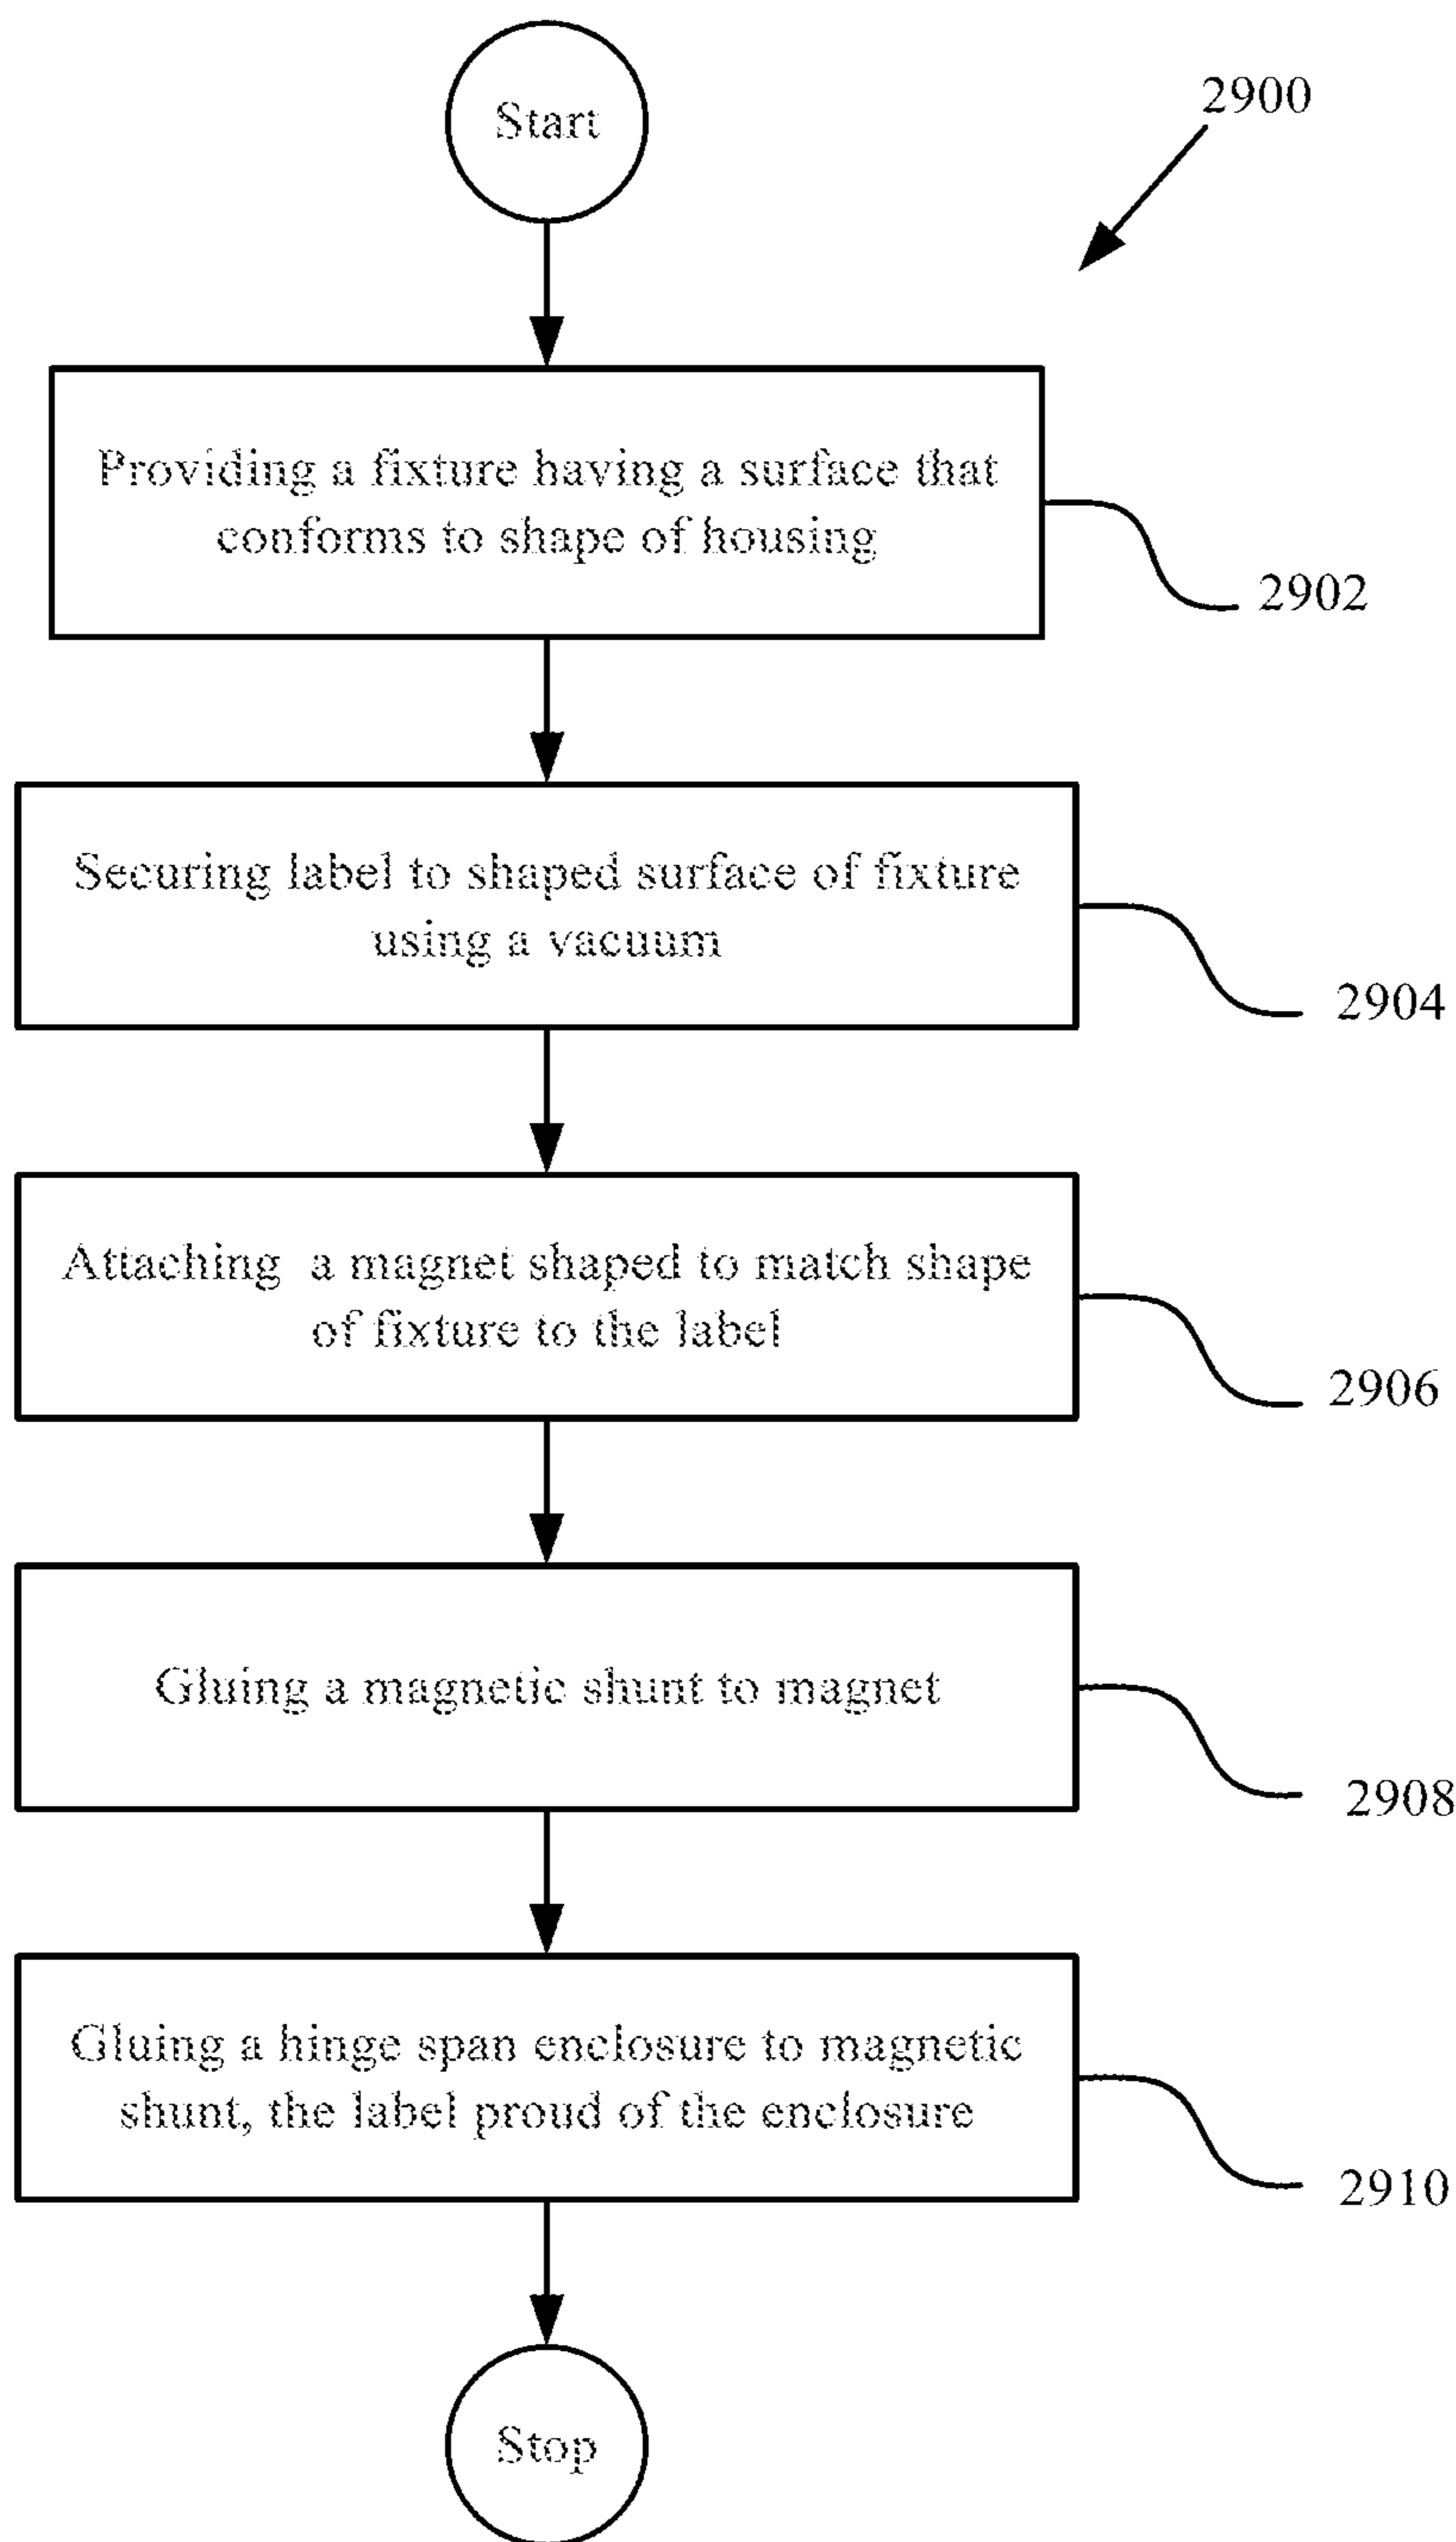 Start
2900
Providing a fixture having a surface that
conforms to shape of housing
2902
Securing label to shaped surface of fixture
using a vacuum
2904
Attaching a magnet shaped to match shape
of fixture to the label
2906
Gluing a magnetic shunt to magnet
2908
Gluing a hinge span enclosure to magnetic
shunt, the label proud of the enclosure
2910
Stop